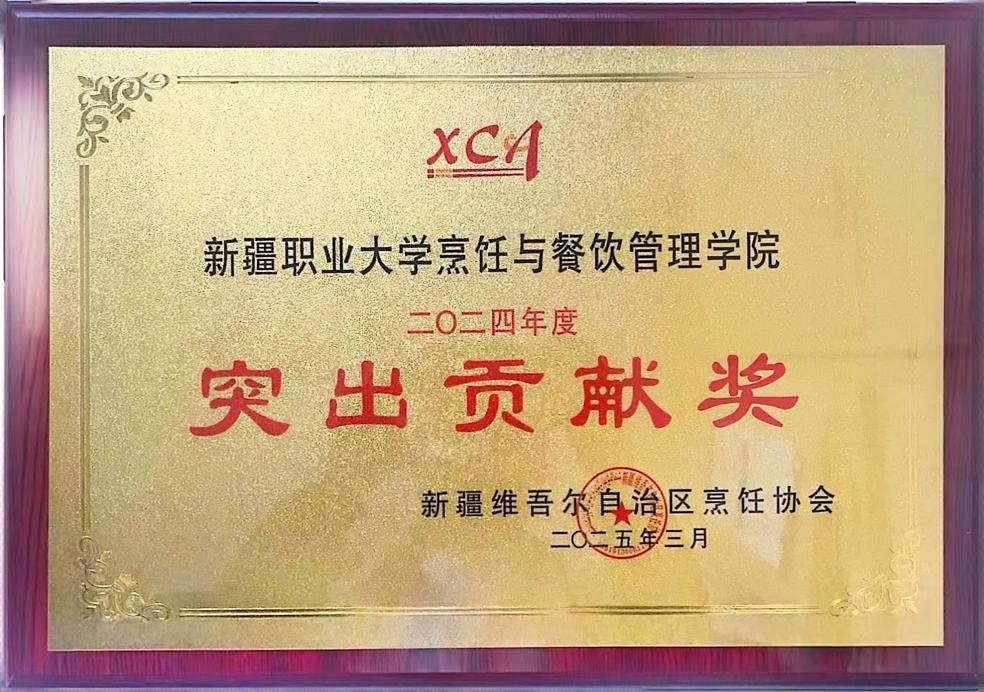 XCA
新疆职业大学烹饪与餐饮管理学院
二〇二四年度
突出贡献奖
新疆维吾尔自治区烹饪协会
二〇二五年三月